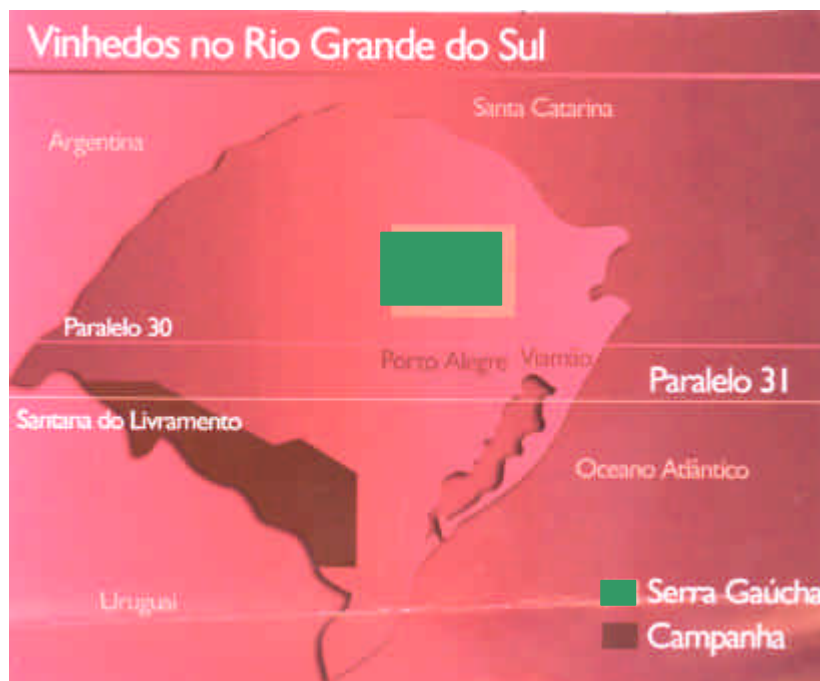 Vinhedos no Rio Grande do Sul
Santa Catarina
Argentina
Paralelo 30
Porto Alegre Viamão
Paralelo 31
Santana do Livramento
Oceano Atlântico
Uruguai
Serra Gaúcha
Campanha